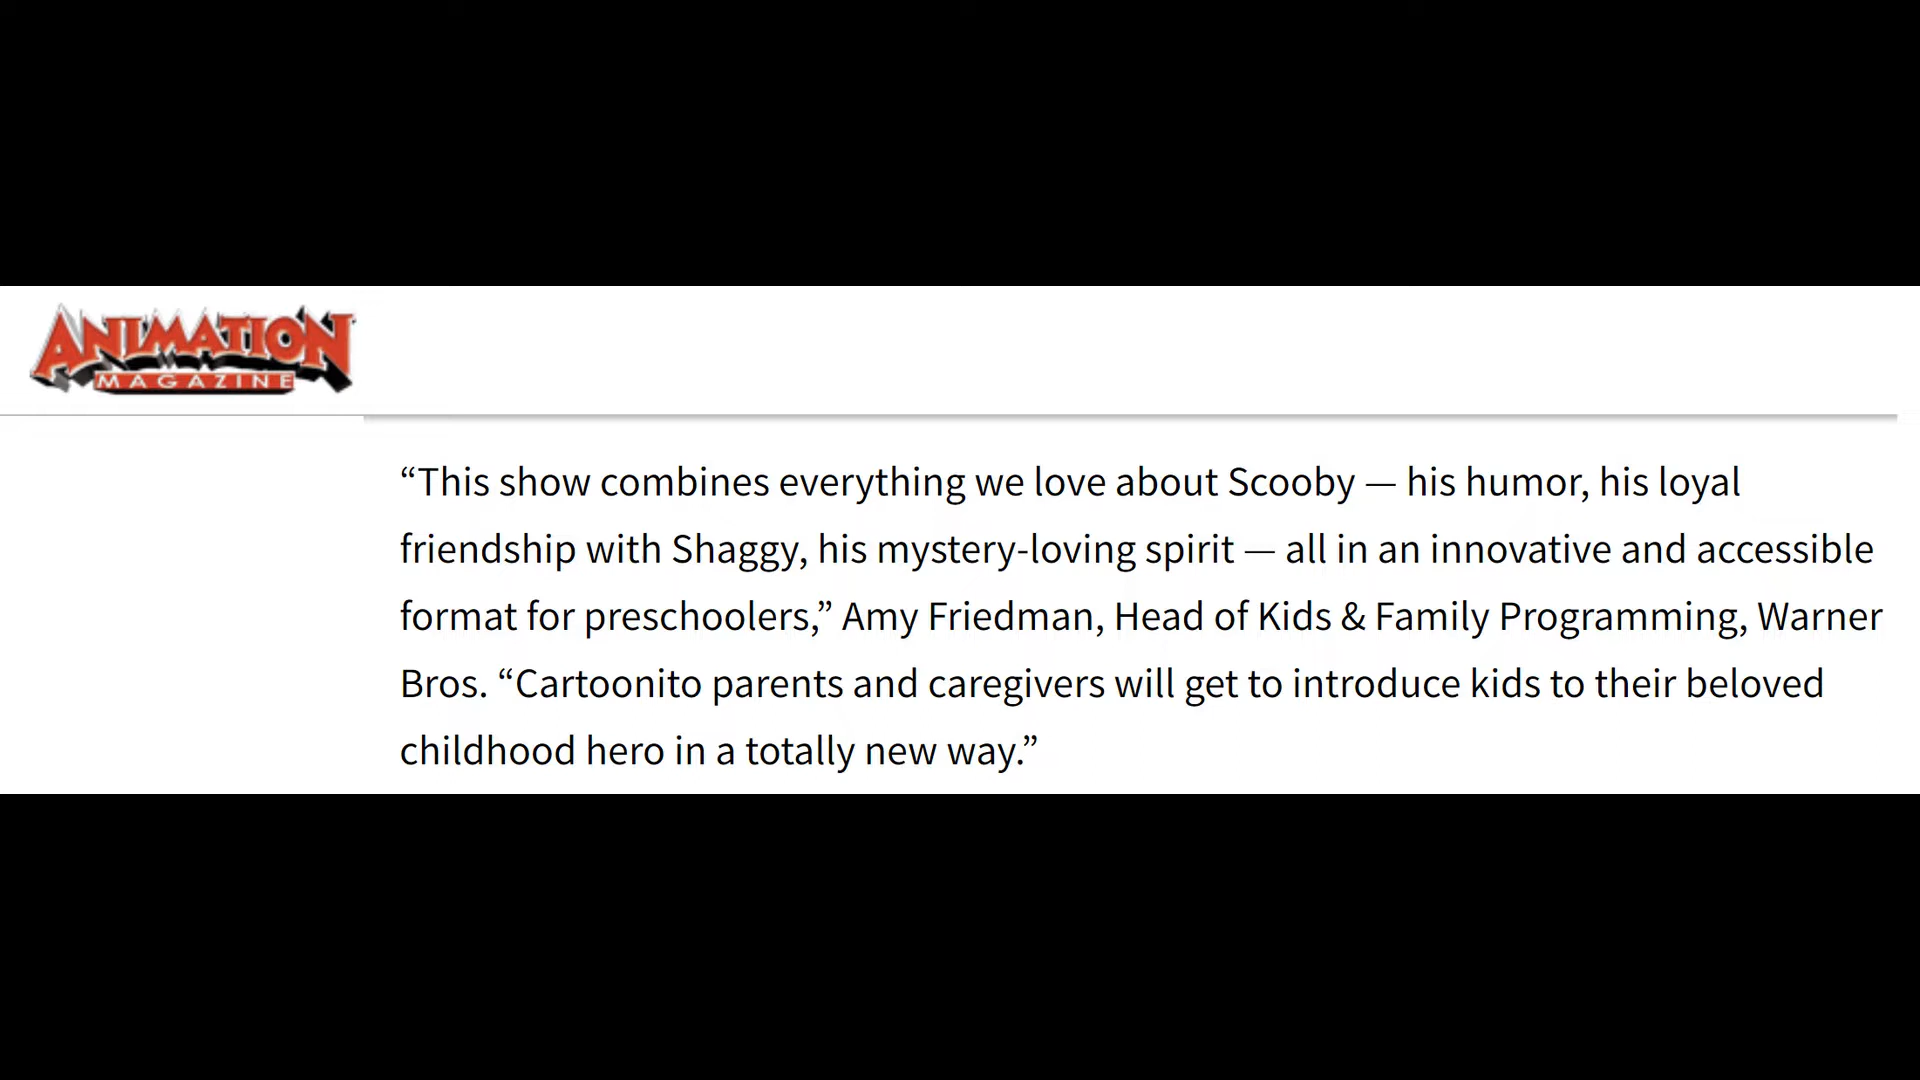 ANIMATION
MAGAZINE
“This show combines everything we love about Scooby — his humor, his loyal
friendship with Shaggy, his mystery-loving spirit — all in an innovative and accessible
format for preschoolers,” Amy Friedman, Head of Kids & Family Programming, Warner
Bros. “Cartoonito parents and caregivers will get to introduce kids to their beloved
childhood hero in a totally new way.”